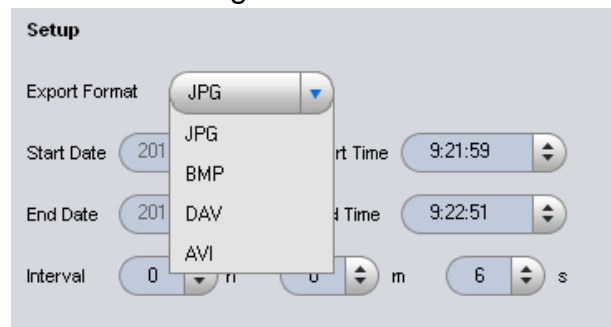 Setup
Export Format JPG
JPG
Start Date 201 rt Time 9:21:59
BMP
End Date 201 DAV Time 9:22:51
AVI
Interval 0 m 6 s